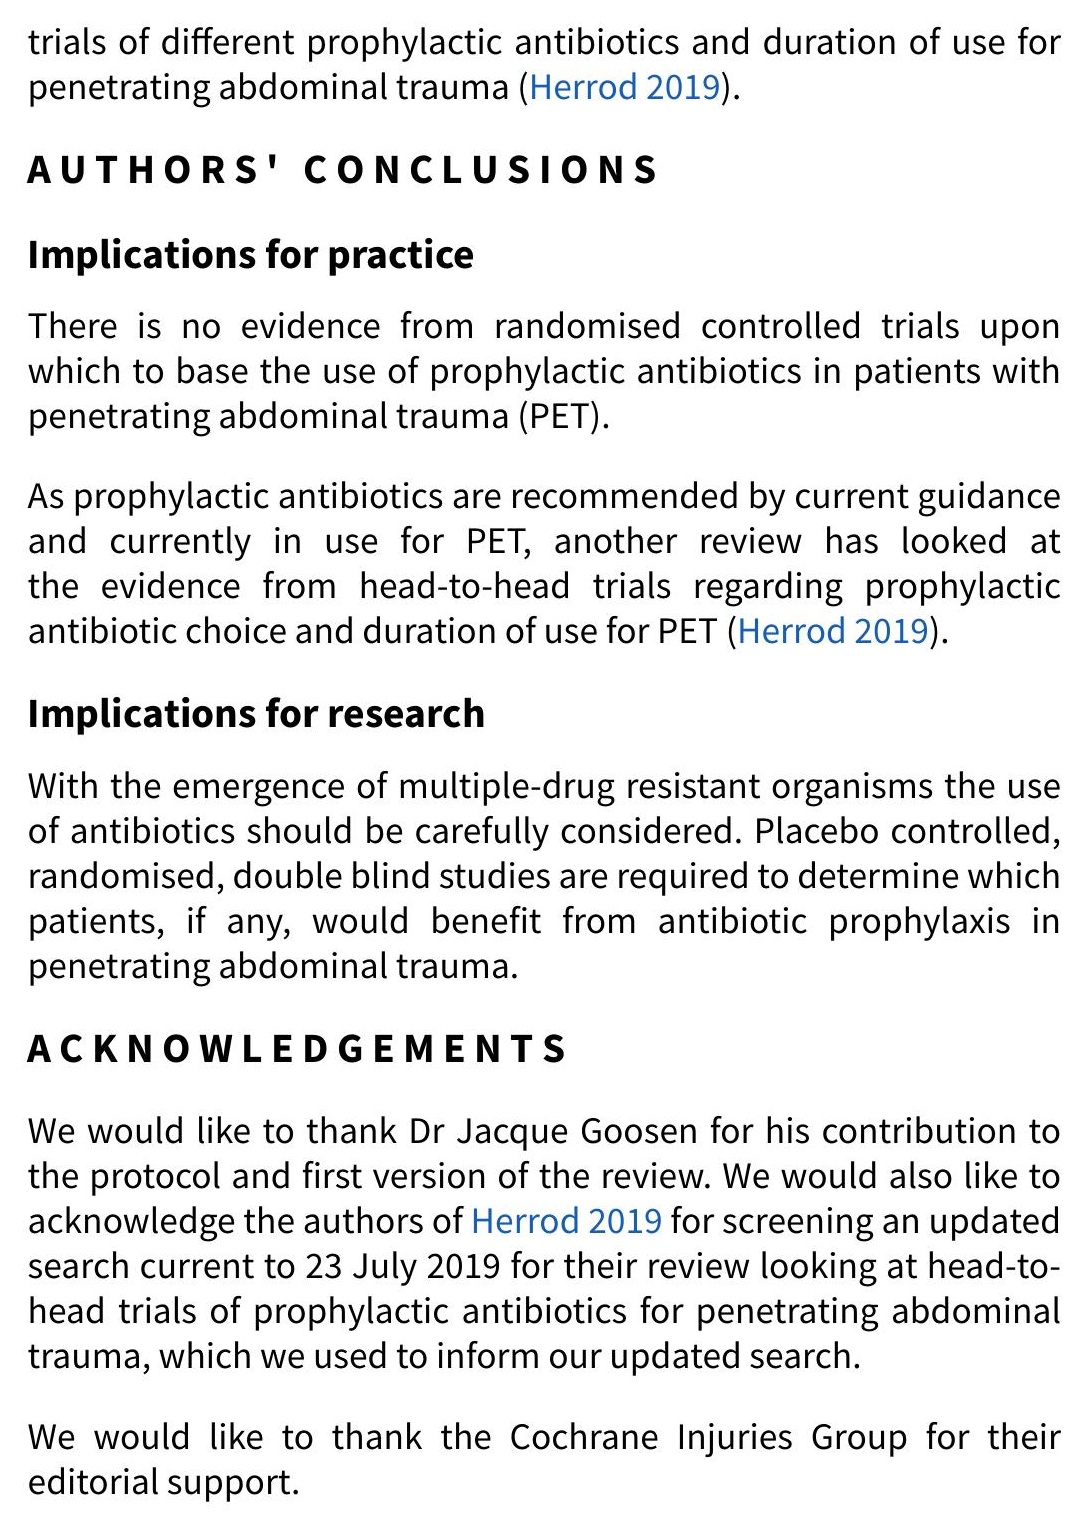 trials of different prophylactic antibiotics and duration of use for
penetrating abdominal trauma (Herrod 2019).
AUTHORS' CONCLUSIONS
Implications for practice
There is no evidence from randomised controlled trials upon
which to base the use of prophylactic antibiotics in patients with
penetrating abdominal trauma (PET).
As prophylactic antibiotics are recommended by current guidance
and currently in use for PET, another review has looked at
the evidence from head-to-head trials regarding prophylactic
antibiotic choice and duration of use for PET (Herrod 2019).
Implications for research
With the emergence of multiple-drug resistant organisms the use
of antibiotics should be carefully considered. Placebo controlled,
randomised, double blind studies are required to determine which
patients, if any, would benefit from antibiotic prophylaxis in
penetrating abdominal trauma.
ACKNOWLEDGEMENTS
We would like to thank Dr Jacque Goosen for his contribution to
the protocol and first version of the review. We would also like to
acknowledge the authors of Herrod 2019 for screening an updated
search current to 23 July 2019 for their review looking at head-to-
head trials of prophylactic antibiotics for penetrating abdominal
trauma, which we used to inform our updated search.
We would like to thank the Cochrane Injuries Group for their
editorial support.